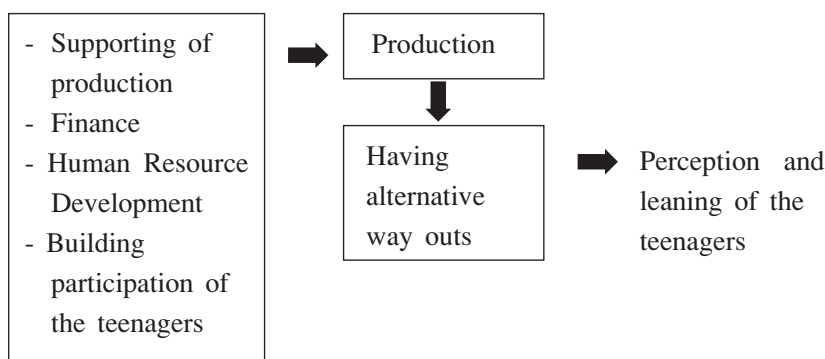 - Supporting of
production
- Finance
- Human Resource
Development
- Building
participation of
the teenagers
Production
Having
alternative
way outs
Perception and
leaning of the
teenagers